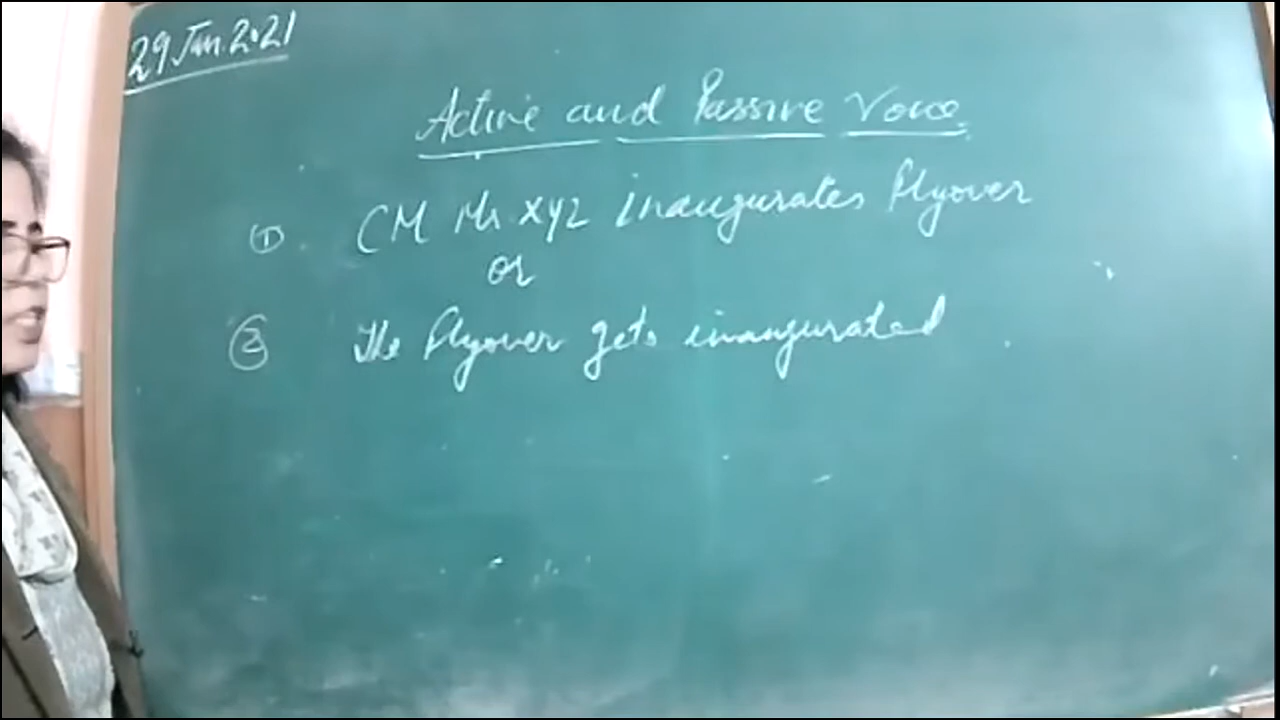 29 Jan. 2021
Active and Passive Voice.
① CM Mr XYZ inaugurates flyover
or
② The flyover gets inaugurated